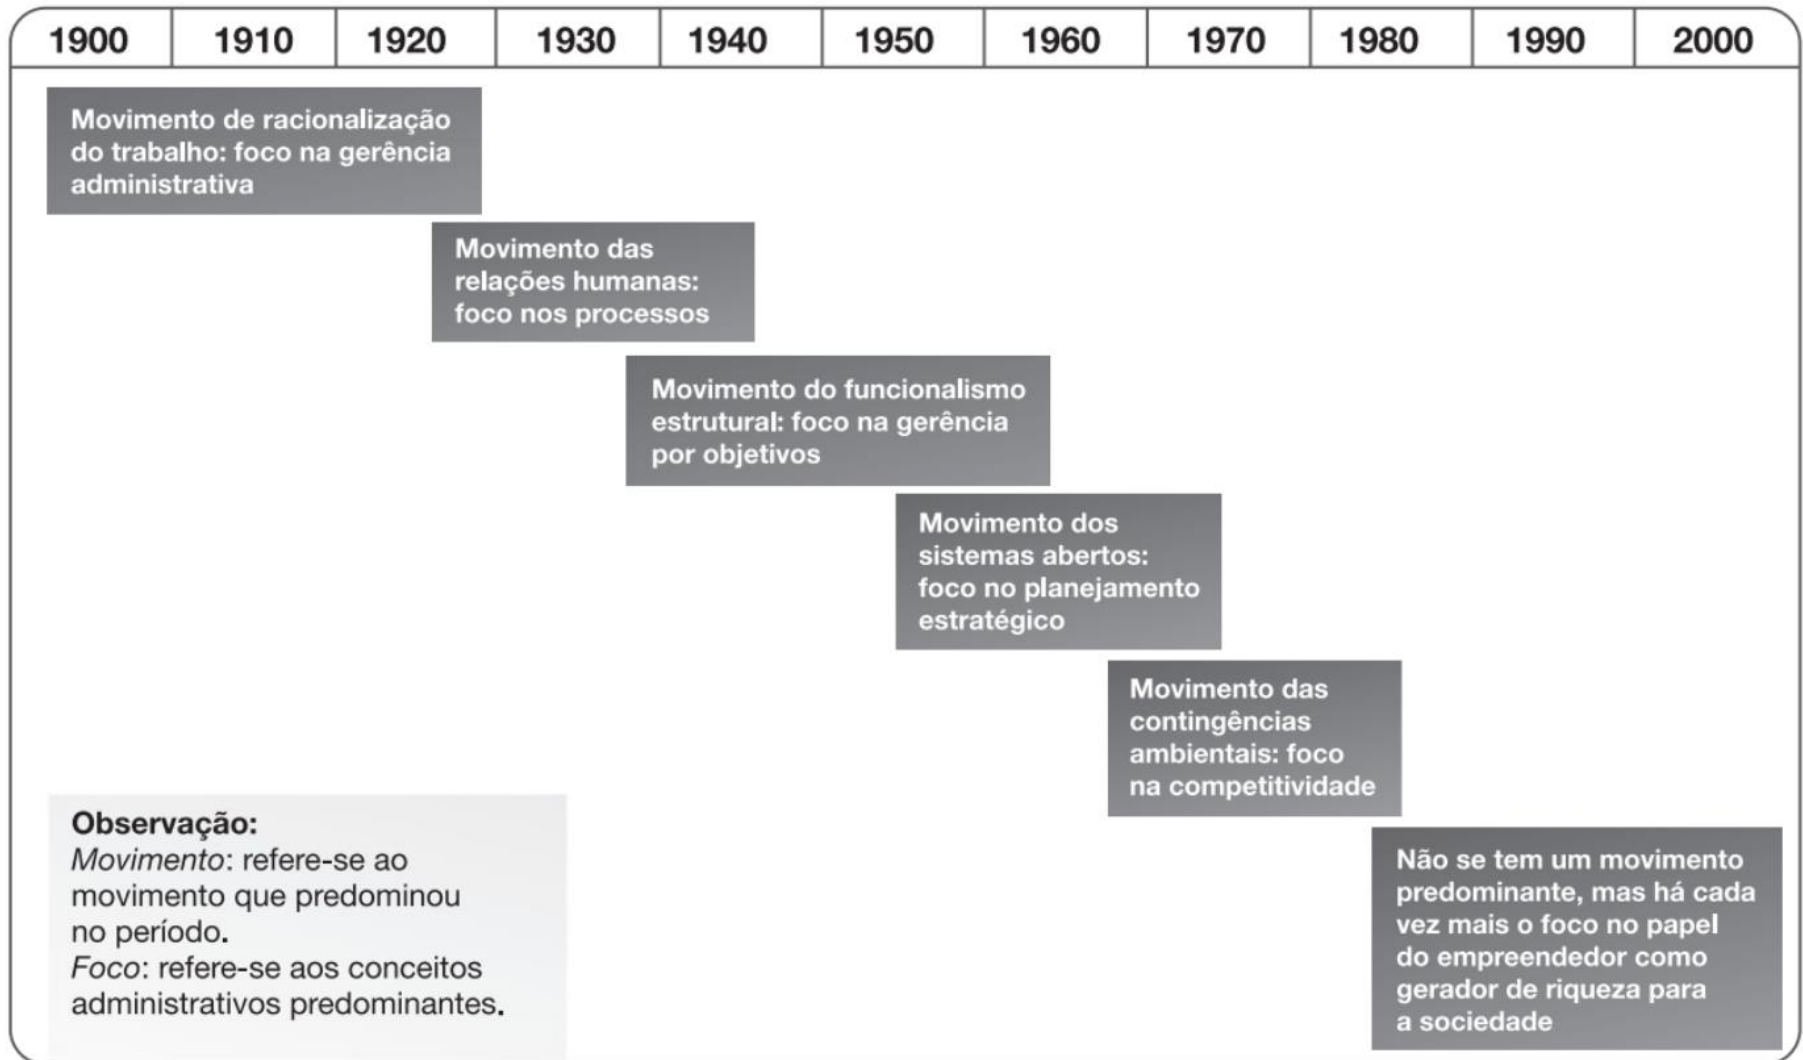 1900 1910 1920 1930 1940 1950 1960 1970 1980 1990 2000
Movimento de racionalização
do trabalho: foco na gerência
administrativa
Movimento das
relações humanas:
foco nos processos
Movimento do funcionalismo
estrutural: foco na gerência
por objetivos
Movimento dos
sistemas abertos:
foco no planejamento
estratégico
Movimento das
contingências
ambientais: foco
na competitividade
Não se tem um movimento
predominante, mas há cada
vez mais o foco no papel
do empreendedor como
gerador de riqueza para
a sociedade
Observação:
Movimento: refere-se ao
movimento que predominou
no período.
Foco: refere-se aos conceitos
administrativos predominantes.